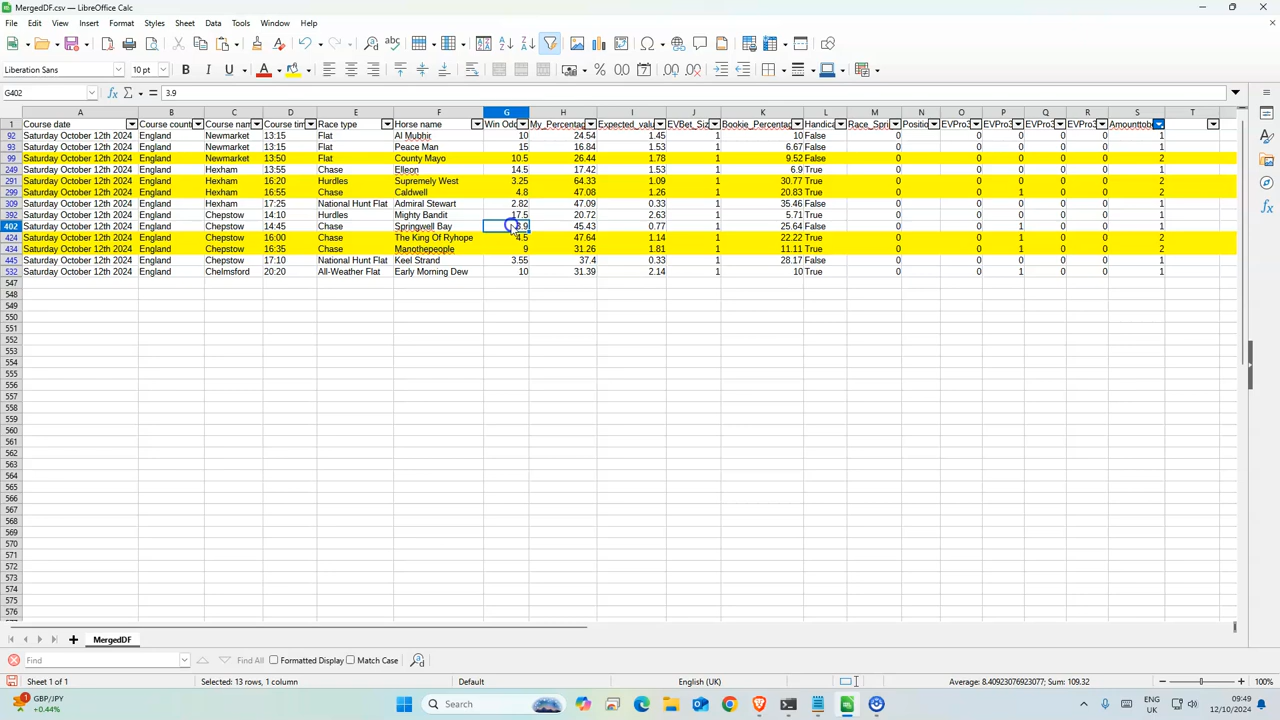 MergedDF.csv — LibreOffice Calc
File Edit View Insert Format Styles Sheet Data Tools Window Help
Liberation Sans 10 pt
G402 3.9
A B C D E F G H I J K L M N O P Q R S T
1 Course date Course count Course nam Course tim Race type Horse name Win Odd My_Percentag Expected_valu EVBet_Siz Bookie_Percentag Handica Race_Spri Positio EVPro EVPro3 EVPro3 EVPro3 Amounttob
92 Saturday October 12th 2024 England Newmarket 13:15 Flat Al Mubhir 10 24.54 1.45 1 10 False 0 0 0 0 0 0 1
93 Saturday October 12th 2024 England Newmarket 13:15 Flat Peace Man 15 16.84 1.53 1 6.67 False 0 0 0 0 0 0 1
99 Saturday October 12th 2024 England Newmarket 13:50 Flat County Mayo 10.5 26.44 1.78 1 9.52 False 0 0 0 0 0 0 2
249 Saturday October 12th 2024 England Hexham 13:55 Chase Elleon 14.5 17.42 1.53 1 6.9 True 0 0 0 0 0 0 1
291 Saturday October 12th 2024 England Hexham 16:20 Hurdles Supremely West 3.25 64.33 1.09 1 30.77 True 0 0 0 0 0 0 2
299 Saturday October 12th 2024 England Hexham 16:55 Chase Caldwell 4.8 47.08 1.26 1 20.83 True 0 0 0 1 0 0 2
309 Saturday October 12th 2024 England Hexham 17:25 National Hunt Flat Admiral Stewart 2.82 47.09 0.33 1 35.46 False 0 0 0 0 0 0 1
392 Saturday October 12th 2024 England Chepstow 14:10 Hurdles Mighty Bandit 17.5 20.72 2.63 1 5.71 True 0 0 0 0 0 0 1
402 Saturday October 12th 2024 England Chepstow 14:45 Chase Springwell Bay 3.9 45.43 0.77 1 25.64 False 0 0 0 1 0 0 1
424 Saturday October 12th 2024 England Chepstow 16:00 Chase The King Of Ryhope 4.5 47.64 1.14 1 22.22 True 0 0 0 1 0 0 2
434 Saturday October 12th 2024 England Chepstow 16:35 Chase Manothepeople 9 31.26 1.81 1 11.11 True 0 0 0 1 0 0 2
445 Saturday October 12th 2024 England Chepstow 17:10 National Hunt Flat Keel Strand 3.55 37.4 0.33 1 28.17 False 0 0 0 0 0 0 1
532 Saturday October 12th 2024 England Chelmsford 20:20 All-Weather Flat Early Morning Dew 10 31.39 2.14 1 10 True 0 0 0 1 0 0 1
547
548
549
550
551
552
553
554
555
556
557
558
559
560
561
562
563
564
565
566
567
568
569
570
571
572
573
574
575
576
MergedDF
Find Find All Formatted Display Match Case
Sheet 1 of 1 Selected: 13 rows, 1 column Default English (UK) Average: 8.40923076923077; Sum: 109.32 100%
1 GBP/JPY
+0.44%
Search
ENG
UK
09:49
12/10/2024